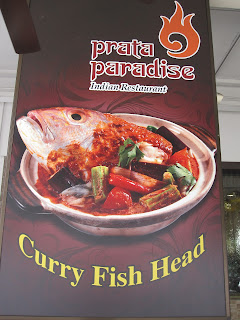 prata
paradise
Indian Restaurant
Curry Fish Head